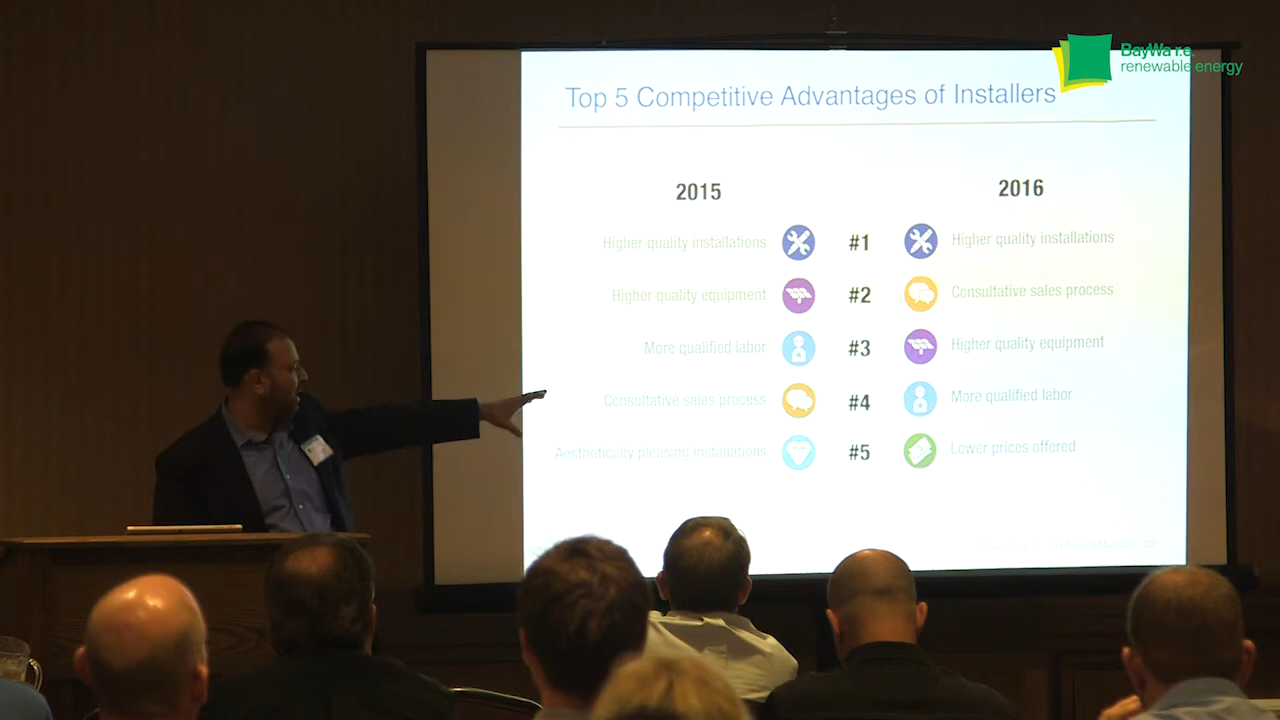 BayWa r.e.
renewable energy
Top 5 Competitive Advantages of Installers
2015
2016
Higher quality installations #1 Higher quality installations
Higher quality equipment #2 Consultative sales process
More qualified labor #3 Higher quality equipment
Consultative sales process #4 More qualified labor
Aesthetically pleasing installations #5 Lower prices offered